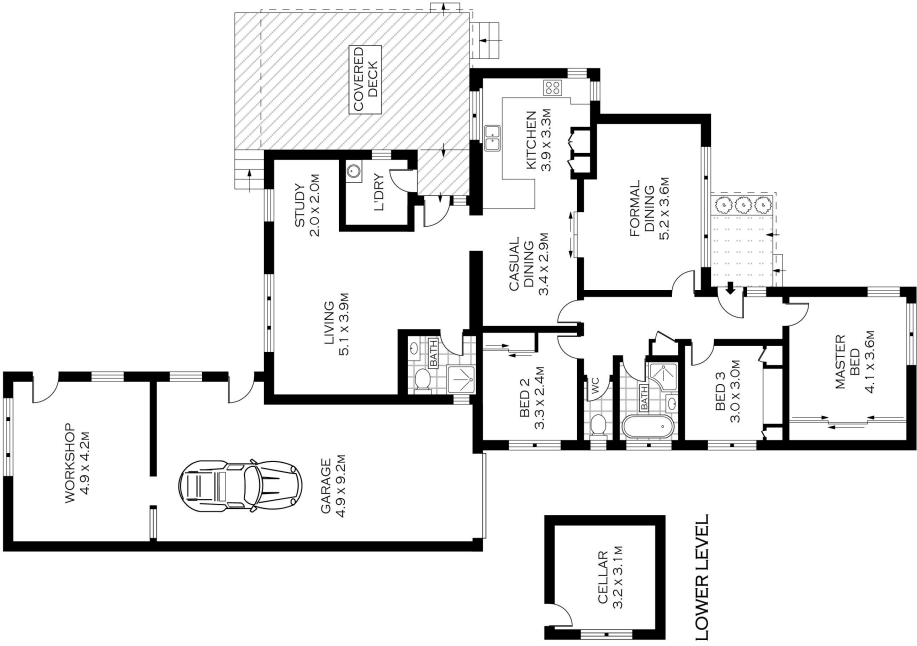 COVERED
DECK
KITCHEN
3.9 X 3.3M
STUDY
2.0 X 2.0M
L'DRY
FORMAL
DINING
5.2 X 3.6M
CASUAL
DINING
3.4 X 2.9M
LIVING
5.1 X 3.9M
BATH
BED 2
3.3 X 2.4M
WC
BATH
BED 3
3.0 X 3.0M
MASTER
BED
4.1 X 3.6M
WORKSHOP
4.9 X 4.2M
GARAGE
4.9 X 9.2M
CELLAR
3.2 X 3.1M
LOWER LEVEL